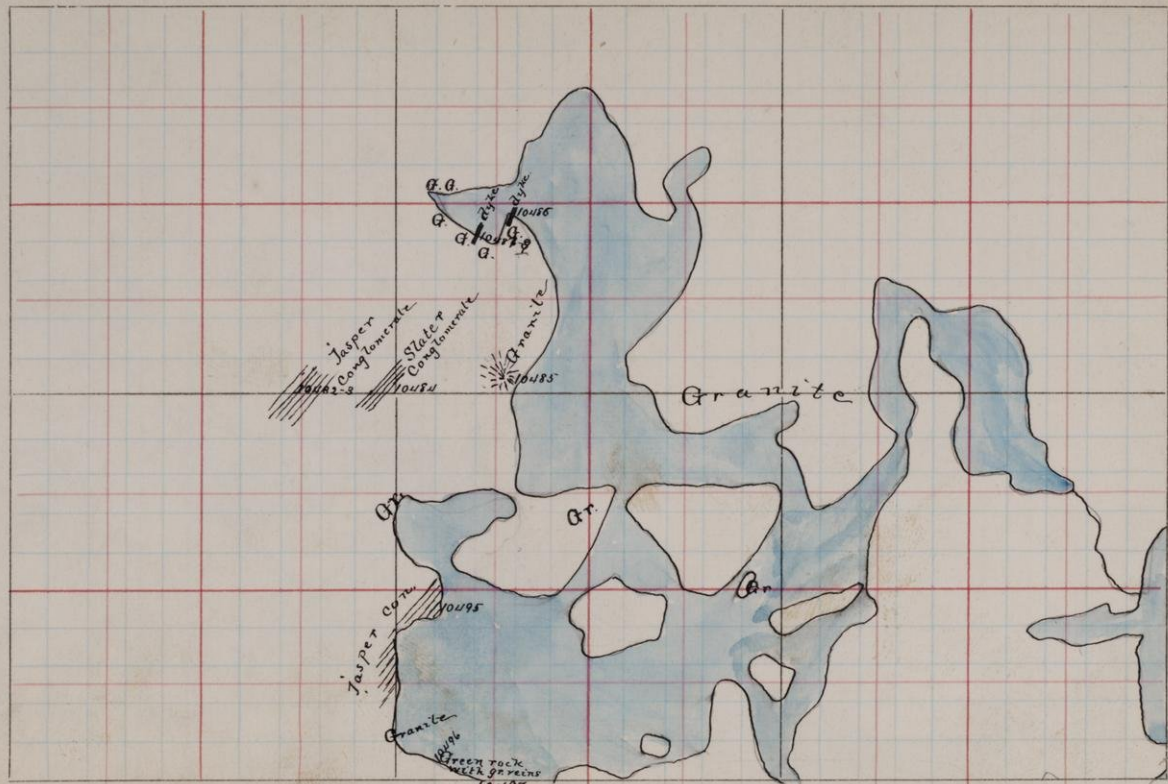 G. G.
G.
dyke
dyke
10486
G.
G.
G.
Jasper
Conglomerate
10482-3
Slate &
Conglomerate
10484
Granite
10485
Granite
Gr.
Gr.
Gr
Jasper con.
10495
Granite
10496
Green rock
with gr. veins